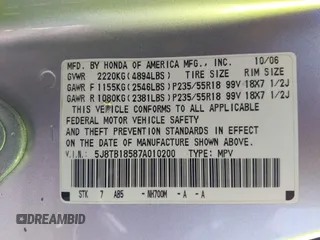 MFD. BY HONDA OF AMERICA MFG., INC. 10/06
GVWR 2220KG(4894LBS) TIRE SIZE RIM SIZE
GAWR F 1155KG(2546LBS)P235/55R18 99V 18X7 1/2J
GAWR R 1080KG(2381LBS)P235/55R18 99V 18X7 1/2J
THIS VEHICLE CONFORMS TO ALL APPLICABLE
FEDERAL MOTOR VEHICLE SAFETY
AND THEFT PREVENTION STANDARDS IN EFFECT ON THE
DATE OF MANUFACTURE SHOWN ABOVE.
V.I.N: 5J8TB18587A010200 TYPE: MPV
STK 7 AB5 - NH700M - A - A
DREAMBID